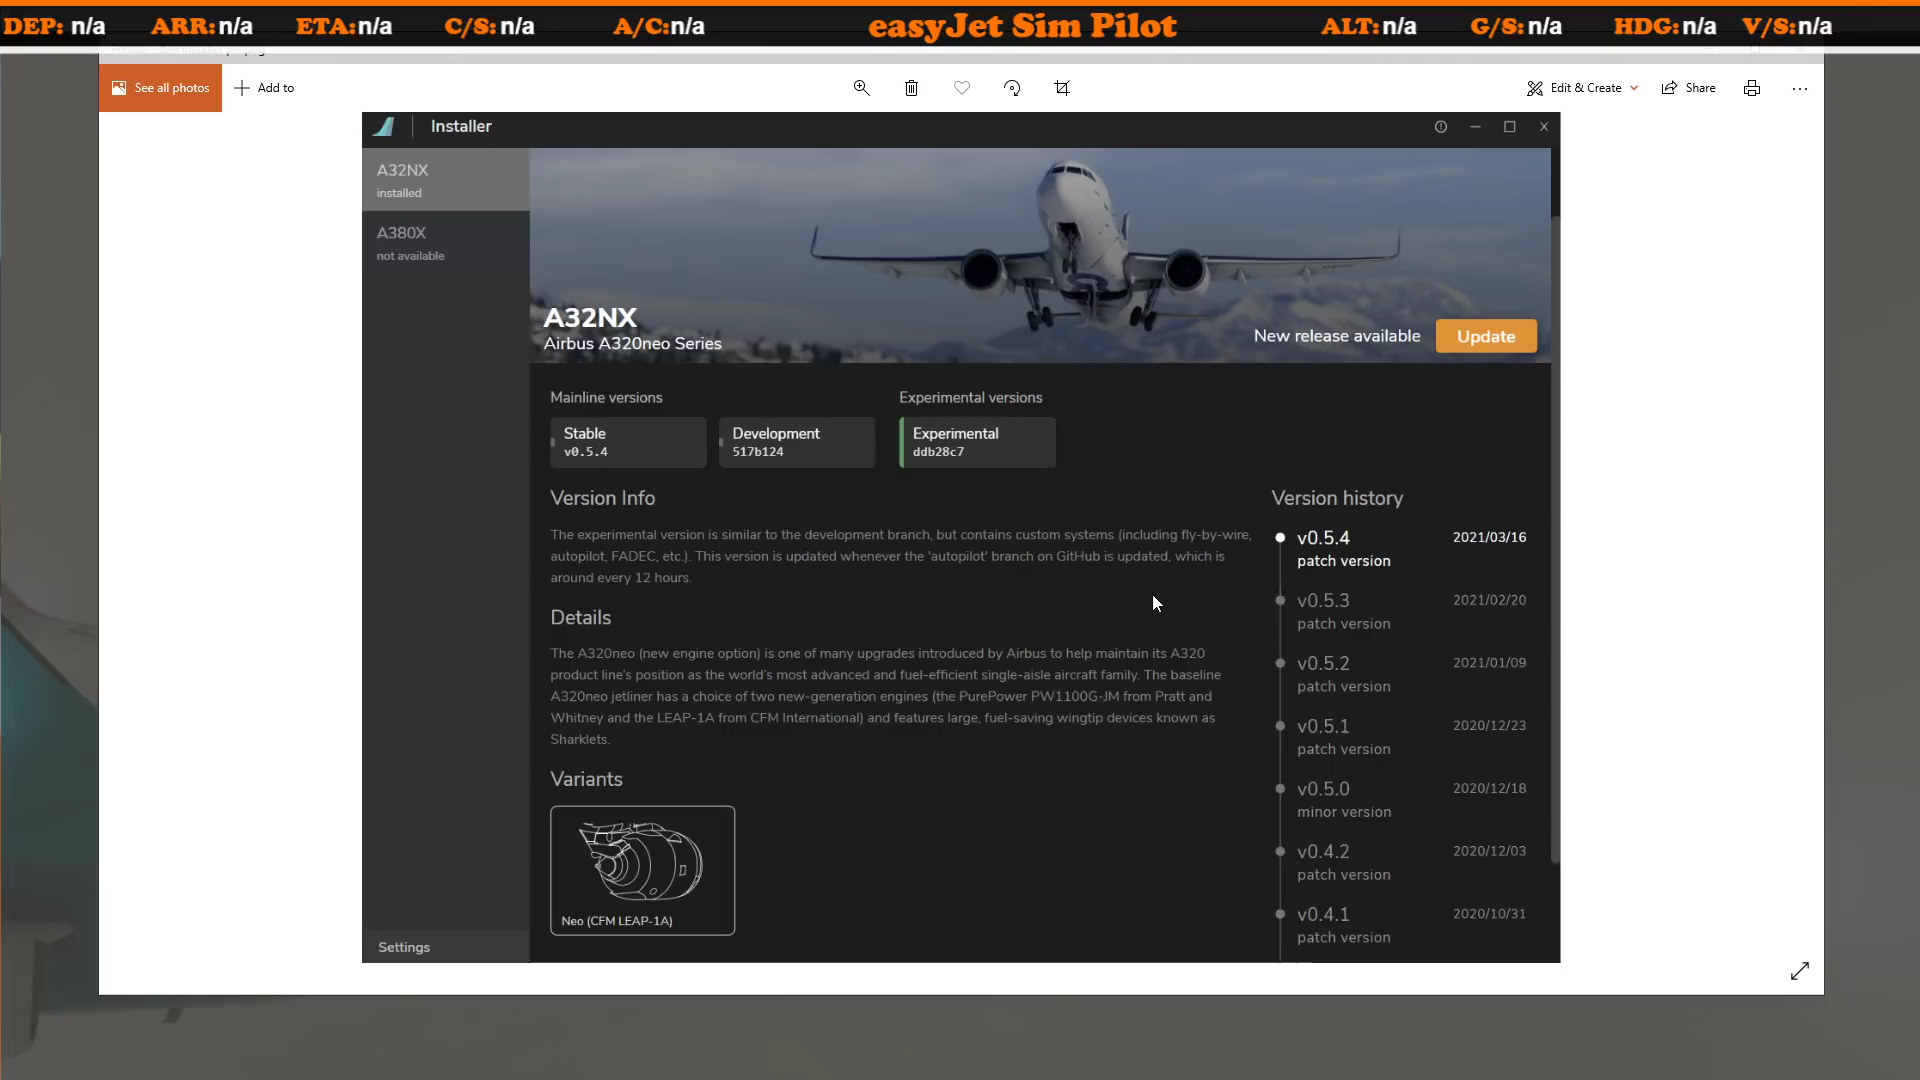 DEP: n/a ARR:n/a ETA:n/a C/S:n/a A/C:n/a easyJet Sim Pilot ALT:n/a G/S:n/a HDG:n/a V/S:n/a
See all photos Add to Edit & Create Share
Installer
A32NX
installed
A380X
not available
A32NX
Airbus A320neo Series
New release available Update
Mainline versions Experimental versions
Stable
v0.5.4
Development
517b124
Experimental
ddb28c7
Version Info
The experimental version is similar to the development branch, but contains custom systems (including fly-by-wire,
autopilot, FADEC, etc.). This version is updated whenever the 'autopilot' branch on GitHub is updated, which is
around every 12 hours.
Details
The A320neo (new engine option) is one of many upgrades introduced by Airbus to help maintain its A320
product line's position as the world's most advanced and fuel-efficient single-aisle aircraft family. The baseline
A320neo jetliner has a choice of two new-generation engines (the PurePower PW1100G-JM from Pratt and
Whitney and the LEAP-1A from CFM International) and features large, fuel-saving wingtip devices known as
Sharklets.
Variants
Neo (CFM LEAP-1A)
Version history
v0.5.4 2021/03/16
patch version
v0.5.3 2021/02/20
patch version
v0.5.2 2021/01/09
patch version
v0.5.1 2020/12/23
patch version
v0.5.0 2020/12/18
minor version
v0.4.2 2020/12/03
patch version
v0.4.1 2020/10/31
patch version
Settings